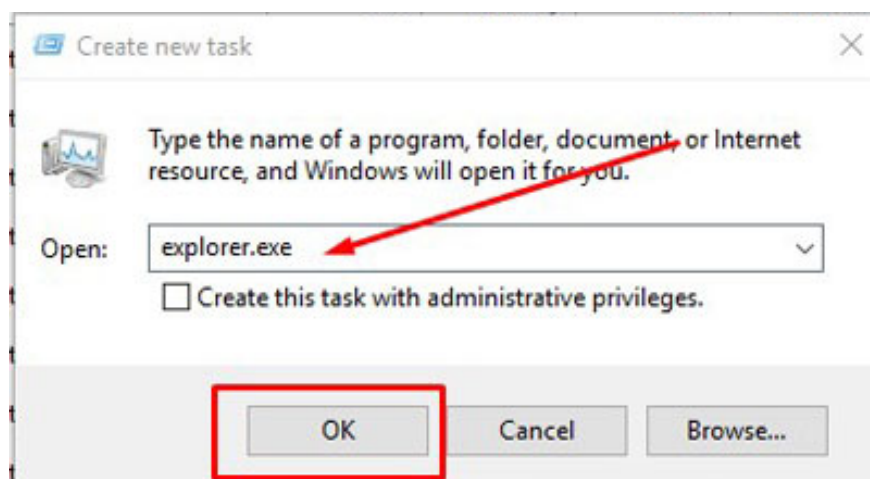 Create new task
Type the name of a program, folder, document, or Internet
resource, and Windows will open it for you.
Open: explorer.exe
Create this task with administrative privileges.
OK Cancel Browse...